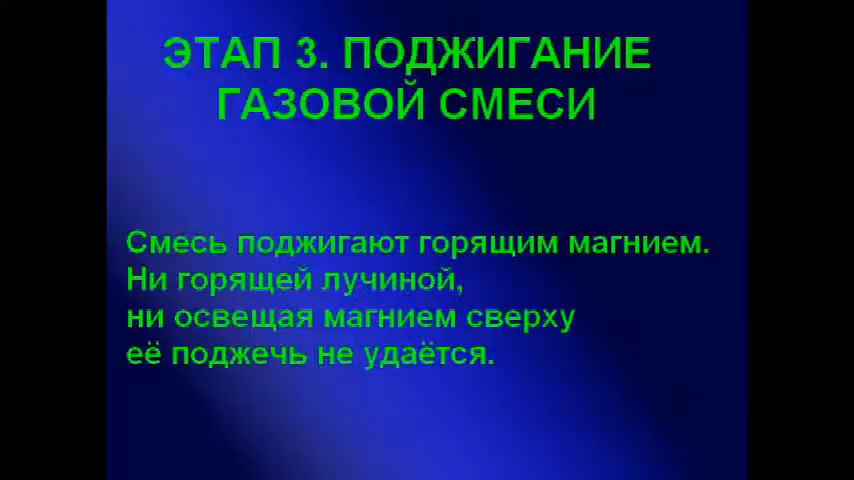 ЭТАП 3. ПОДЖИГАНИЕ
ГАЗОВОЙ СМЕСИ
Смесь поджигают горящим магнием.
Ни горящей лучиной,
ни освещая магнием сверху
её поджечь не удаётся.